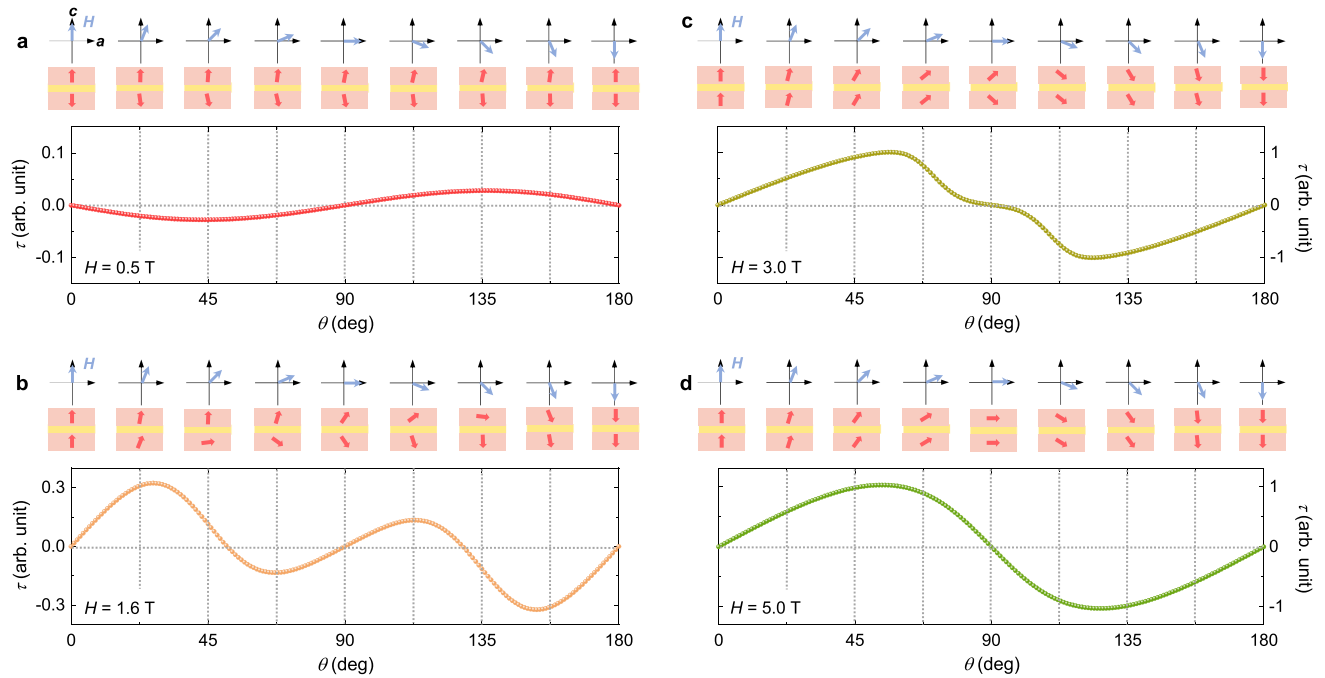 a
c
H
a
τ (arb. unit)
0.1
0.0
-0.1
H = 0.5 T
0
45
90
135
180
θ (deg)
b
H
τ (arb. unit)
0.3
0.0
-0.3
H = 1.6 T
0
45
90
135
180
θ (deg)
c
H
1
0
-1
τ (arb. unit)
H = 3.0 T
0
45
90
135
180
θ (deg)
d
H
1
0
-1
τ (arb. unit)
H = 5.0 T
0
45
90
135
180
θ (deg)